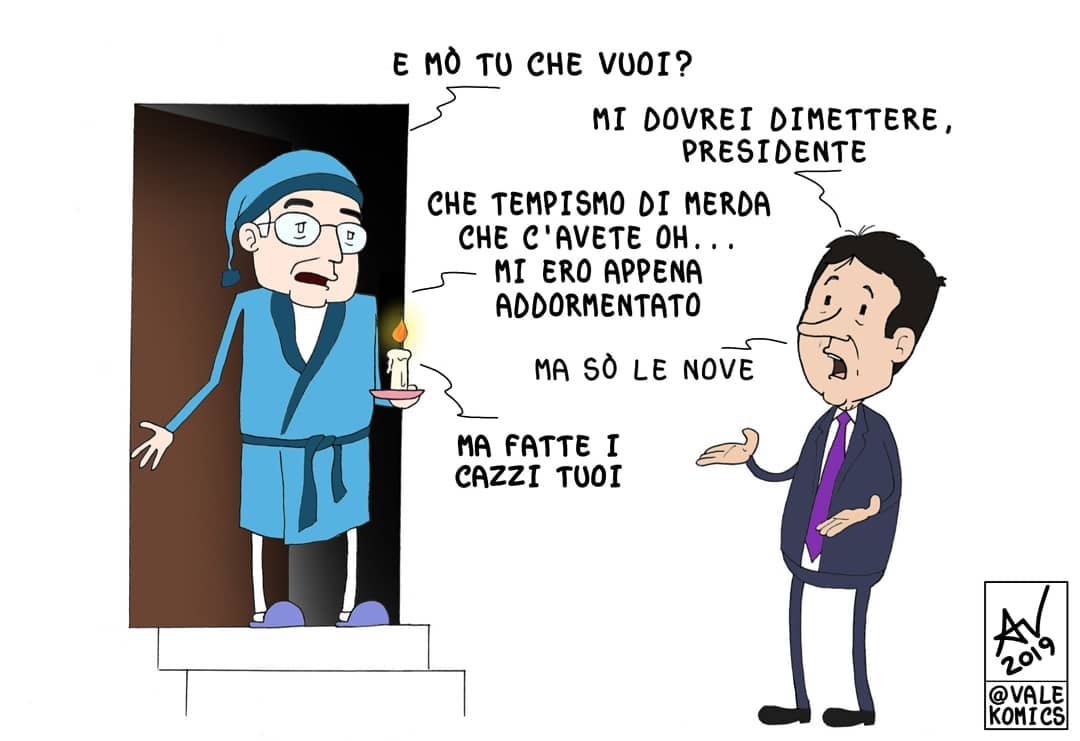 E MÒ TU CHE VUOI?
MI DOVREI DIMETTERE,
PRESIDENTE
CHE TEMPISMO DI MERDA
CHE C'AVETE OH...
MI ERO APPENA
ADDORMENTATO
MA SÒ LE NOVE
MA FATTE I
CAZZI TUOI
AV
2019
@VALE
KOMICS